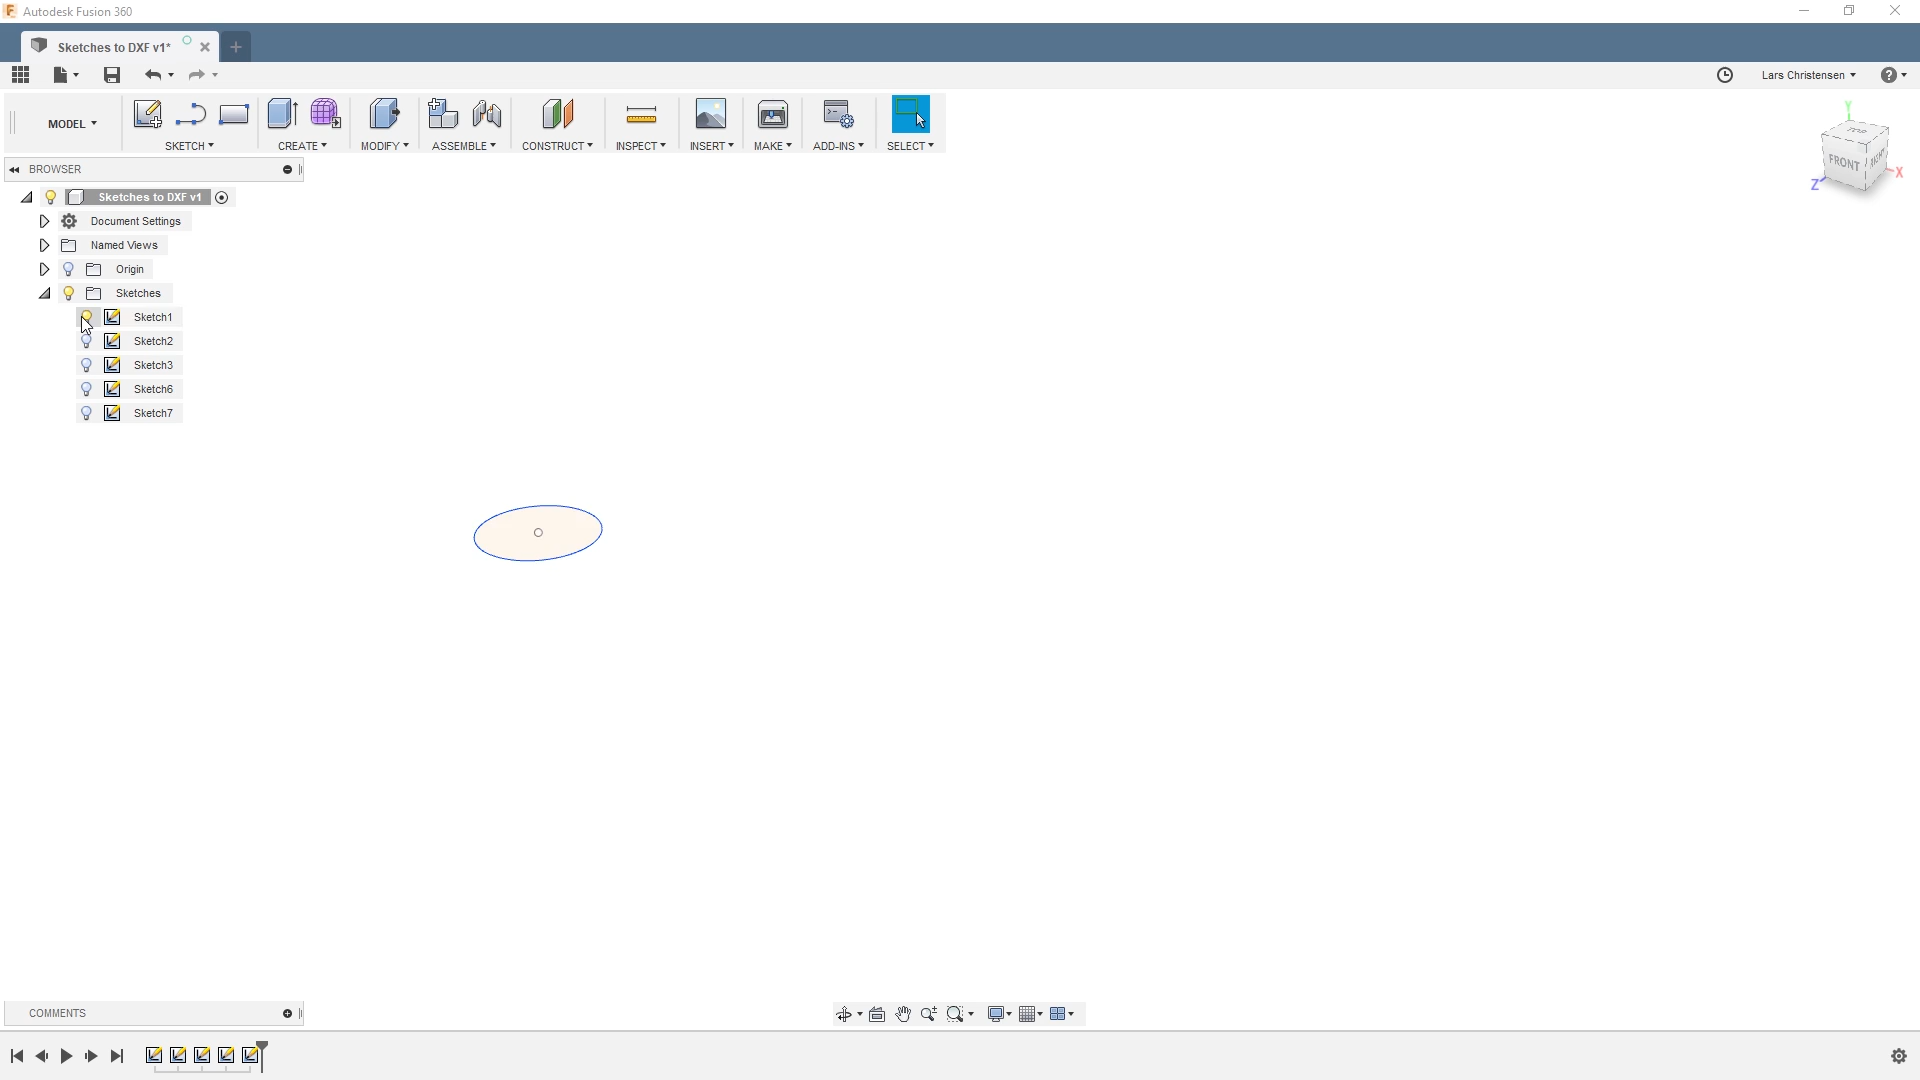 Autodesk Fusion 360
Sketches to DXF v1*
Lars Christensen
MODEL
SKETCH
CREATE
MODIFY
ASSEMBLE
CONSTRUCT
INSPECT
INSERT
MAKE
ADD-INS
SELECT
Y
TOP
FRONT
RIGHT
X
Z
BROWSER
Sketches to DXF v1
Document Settings
Named Views
Origin
Sketches
Sketch1
Sketch2
Sketch3
Sketch6
Sketch7
COMMENTS